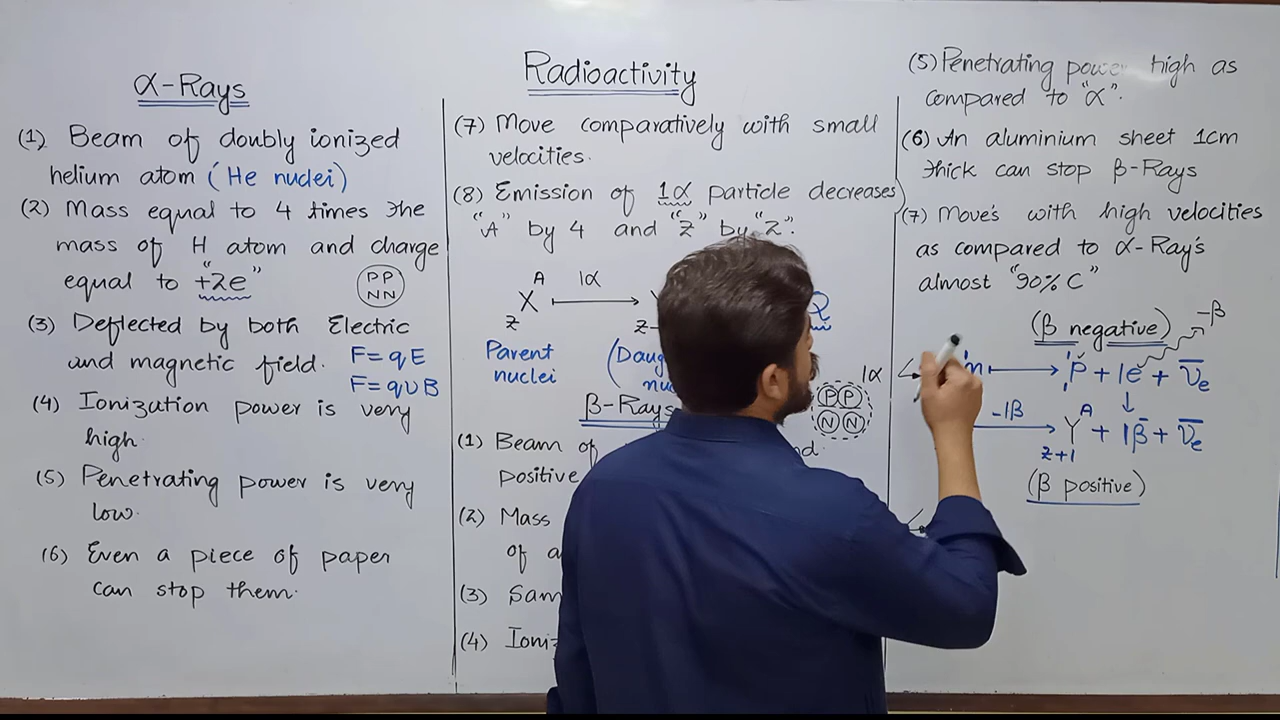 Radioactivity
α-Rays
(1) Beam of doubly ionized
helium atom (He nuclei)
(2) Mass equal to 4 times the
mass of H atom and charge
equal to "+2e"
PP
NN
(3) Deflected by both Electric
and magnetic field.
F=qE
F=qυB
(4) Ionization power is very
high.
(5) Penetrating power is very
low.
(6) Even a piece of paper
can stop them.
(7) Move comparatively with small
velocities.
(8) Emission of 1α particle decreases
"A" by 4 and "Z" by "2".
A 1α
X
Z Z-
Q
Parent
nuclei
β-Rays
1α
P P
N N
(1) Beam of
positive
(2) Mass
of
(3)
(4)
(5) Penetrating power high as
compared to "α".
(6) An aluminium sheet 1cm
thick can stop β-Rays
(7) Move's with high velocities
as compared to α-Ray's
almost "90% C"
(β negative) -β
n → ¹₁p + 1e⁻ + ν̄e
-1β → Y A Z+1 + 1β̄ + ν̄e
(β positive)